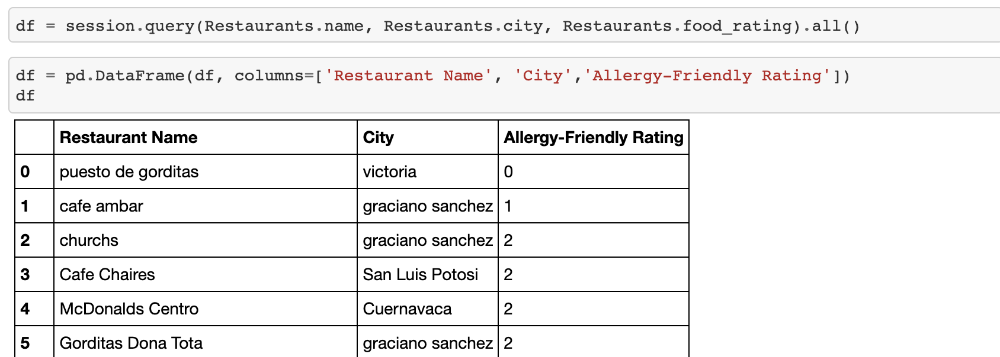 df = session.query(Restaurants.name, Restaurants.city, Restaurants.food_rating).all()
df = pd.DataFrame(df, columns=['Restaurant Name', 'City','Allergy-Friendly Rating'])
df
Restaurant Name City Allergy-Friendly Rating
0 puesto de gorditas victoria 0
1 cafe ambar graciano sanchez 1
2 churchs graciano sanchez 2
3 Cafe Chaires San Luis Potosi 2
4 McDonalds Centro Cuernavaca 2
5 Gorditas Dona Tota graciano sanchez 2